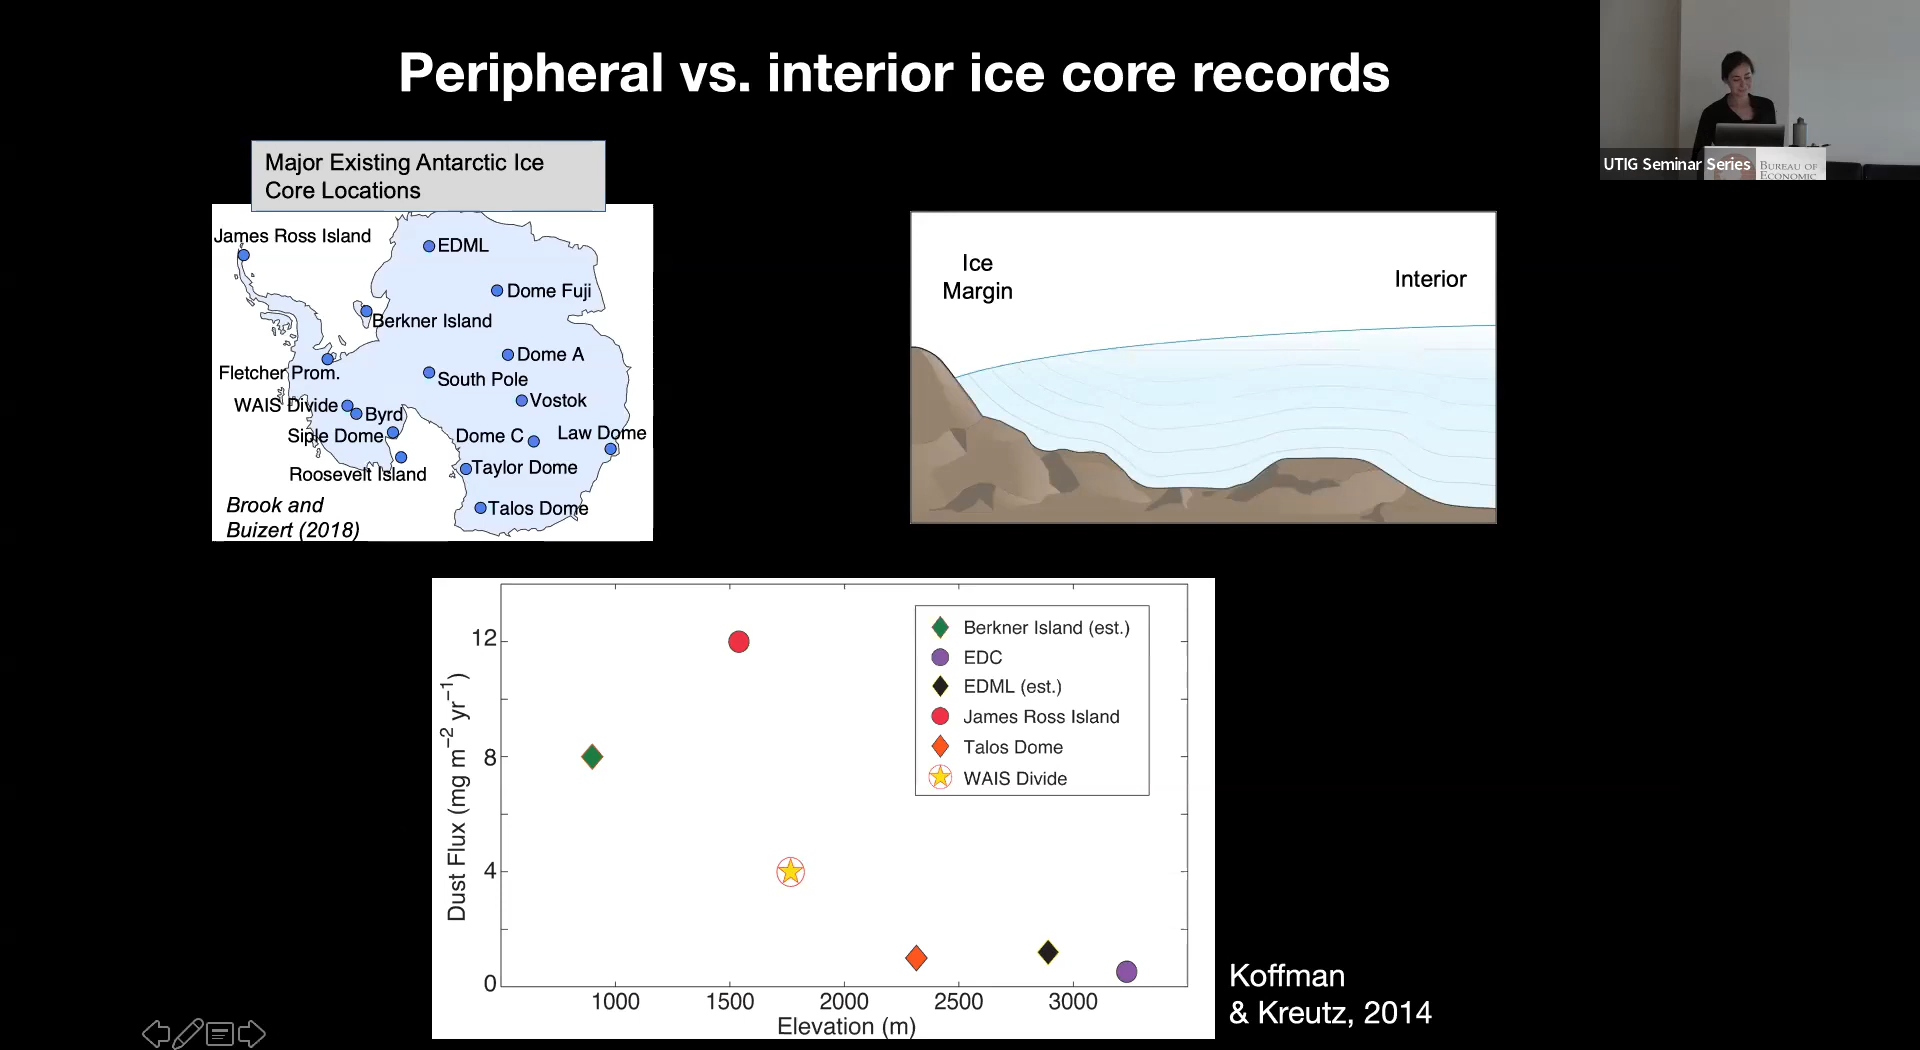 Peripheral vs. interior ice core records
UTIG Seminar Series
BUREAU OF
ECONOMIC
Major Existing Antarctic Ice
Core Locations
James Ross Island
EDML
Dome Fuji
Berkner Island
Dome A
Fletcher Prom.
South Pole
WAIS Divide
Byrd
Vostok
Siple Dome
Dome C
Law Dome
Roosevelt Island
Taylor Dome
Talos Dome
Brook and
Buizert (2018)
Ice
Margin
Interior
Dust Flux (mg m−2 yr−1)
12
8
4
0
1000 1500 2000 2500 3000
Elevation (m)
Berkner Island (est.)
EDC
EDML (est.)
James Ross Island
Talos Dome
WAIS Divide
Koffman
& Kreutz, 2014